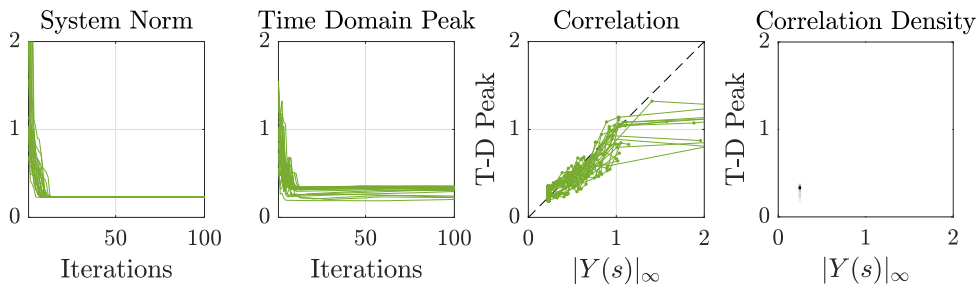 System Norm
2
1
0
50
100
Iterations
Time Domain Peak
2
1
0
50
100
Iterations
Correlation
T-D Peak
2
1
0
0
1
2
|Y(s)|∞
Correlation Density
T-D Peak
2
1
0
0
1
2
|Y(s)|∞